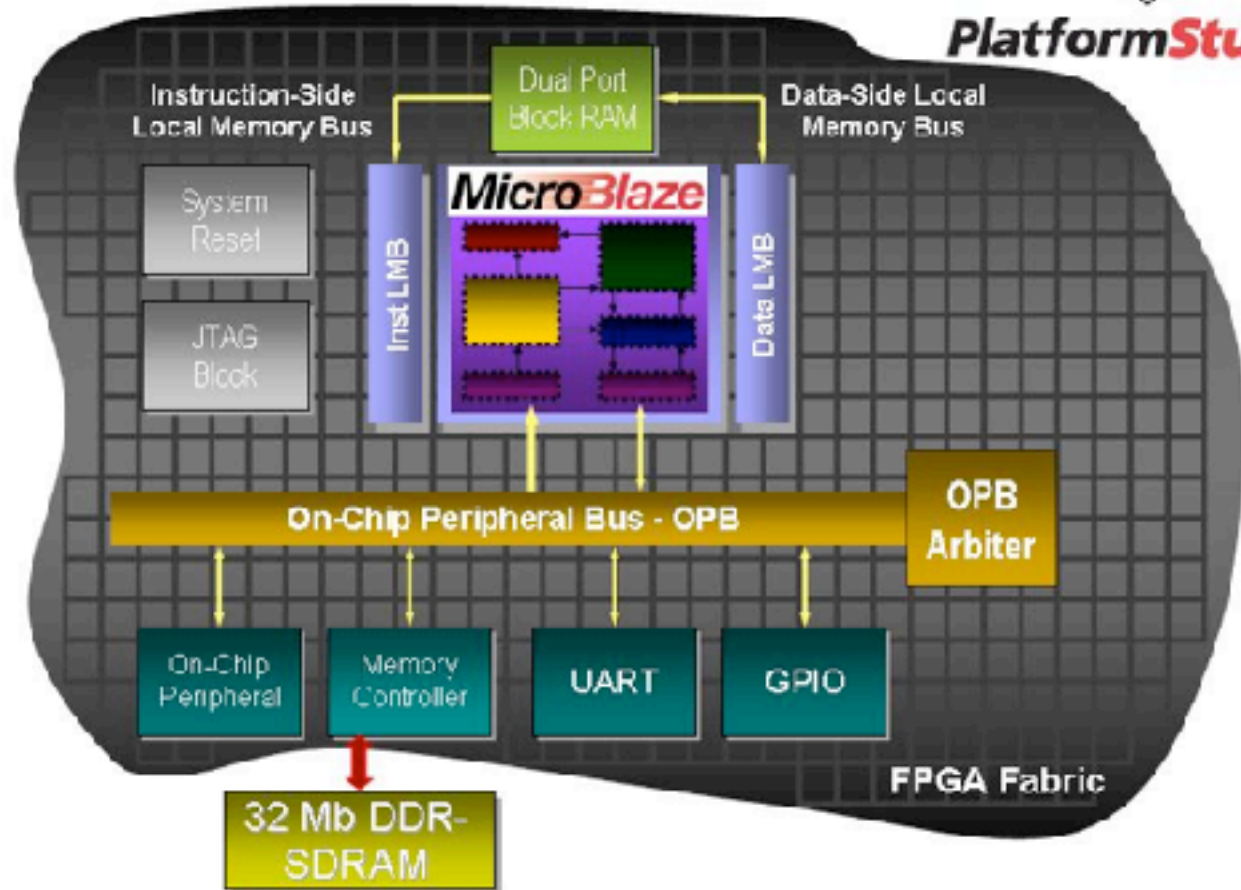 PlatformStu
Dual Port
Block RAM
Instruction-Side
Local Memory Bus
Data-Side Local
Memory Bus
System
Reset
JTAG
Block
Inst LMB
MicroBlaze
Data LMB
On-Chip Peripheral Bus - OPB
OPB
Arbiter
On-Chip
Peripheral
Memory
Controller
UART
GPIO
FPGA Fabric
32 Mb DDR-
SDRAM